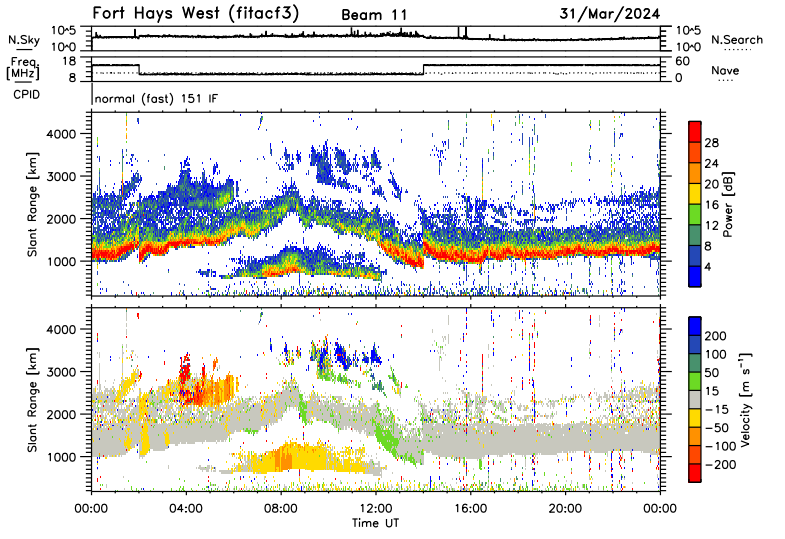 Fort Hays West (fitacf3) Beam 11 31/Mar/2024
N.Sky 10^5 10^0 10^5 10^0 N.Search
Freq. [MHz] 18 8 60 0 Nave
CPID normal (fast) 151 IF
Slant Range [km] 4000 3000 2000 1000
Power [dB] 28 24 20 16 12 8 4
Slant Range [km] 4000 3000 2000 1000
Velocity [m s⁻¹] 200 100 50 15 −15 −50 −100 −200
00:00 04:00 08:00 12:00 16:00 20:00 00:00
Time UT